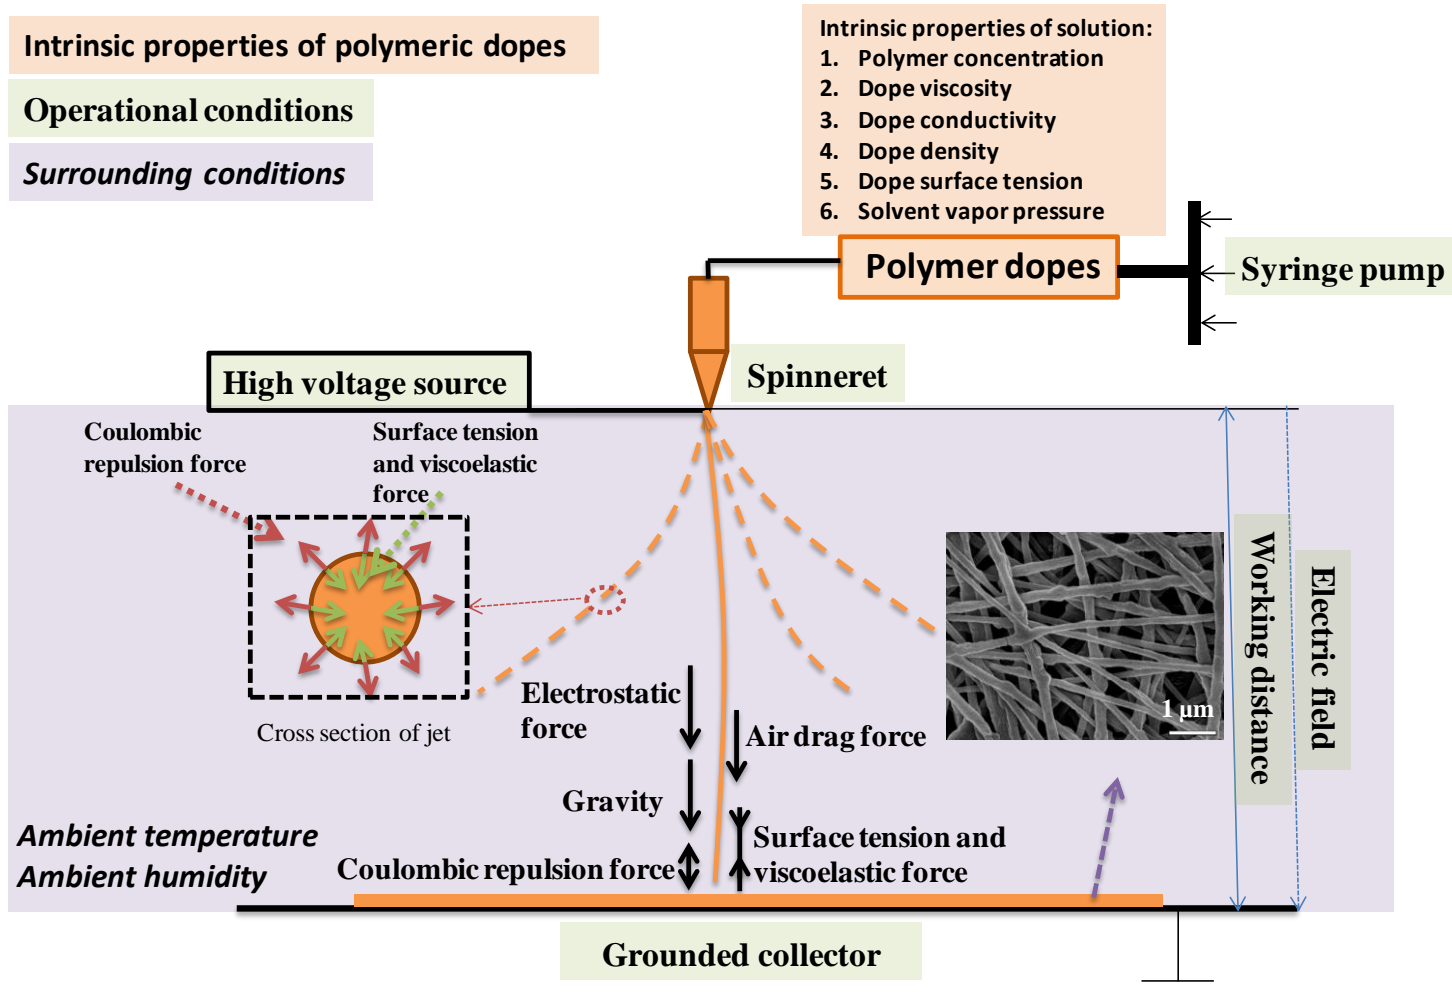 Intrinsic properties of polymeric dopes
Operational conditions
Surrounding conditions
Intrinsic properties of solution:
1. Polymer concentration
2. Dope viscosity
3. Dope conductivity
4. Dope density
5. Dope surface tension
6. Solvent vapor pressure
Polymer dopes
Syringe pump
High voltage source
Spinneret
Coulombic
repulsion force
Surface tension
and viscoelastic
force
Cross section of jet
Electrostatic
force
Air drag force
Gravity
Coulombic repulsion force
Surface tension and
viscoelastic force
1 µm
Working distance
Electric field
Ambient temperature
Ambient humidity
Grounded collector